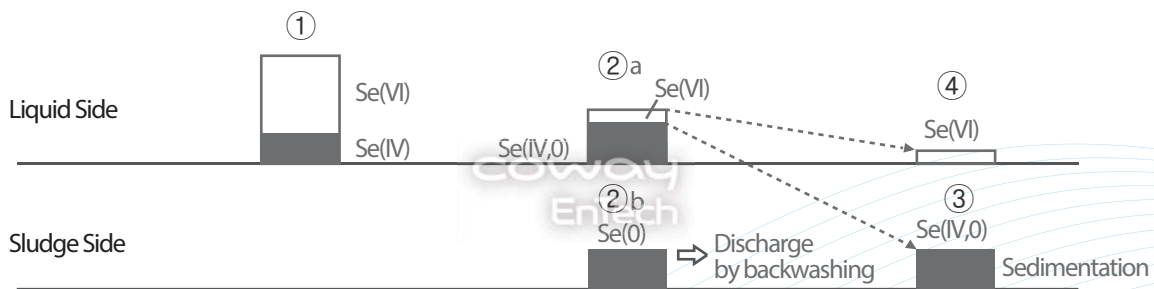 ①
Se(VI)
Liquid Side
Se(IV)
②a
Se(VI)
Se(IV,0)
④
Se(VI)
coway
Entech
②b
Se(0)
Sludge Side
Discharge
by backwashing
③
Se(IV,0)
Sedimentation